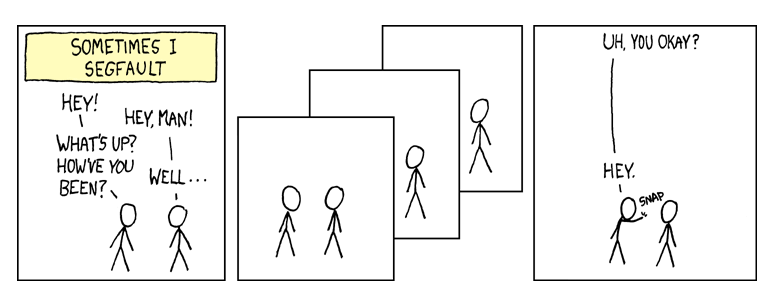 SOMETIMES I
SEGFAULT
HEY!
HEY, MAN!
WHAT'S UP?
HOW'VE YOU
BEEN?
WELL...
UH, YOU OKAY?
HEY.
SNAP